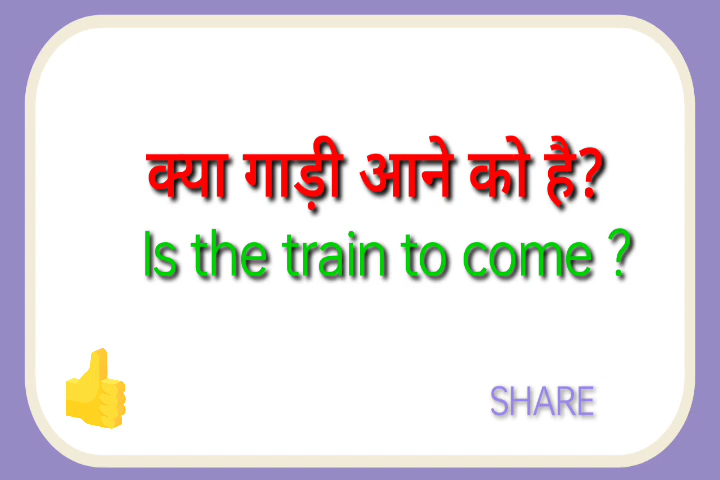 क्या गाड़ी आने को है?
Is the train to come ?
SHARE